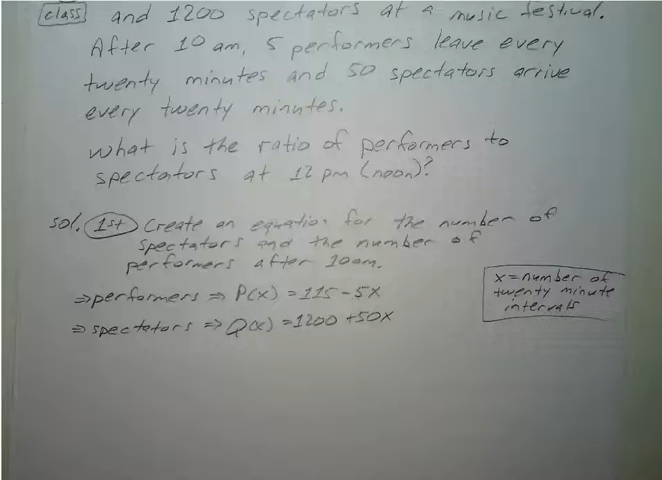 class and 1200 spectators at a music festival.
After 10 am, 5 performers leave every
twenty minutes and 50 spectators arrive
every twenty minutes.
what is the ratio of performers to
spectators at 12 pm (noon)?
sol. 1st Create an equation for the number of
spectators and the number of
performers after 10am.
⇒ performers ⇒ P(x) = 115 - 5x
⇒ spectators ⇒ Q(x) = 1200 + 50x
x = number of
twenty minute
intervals